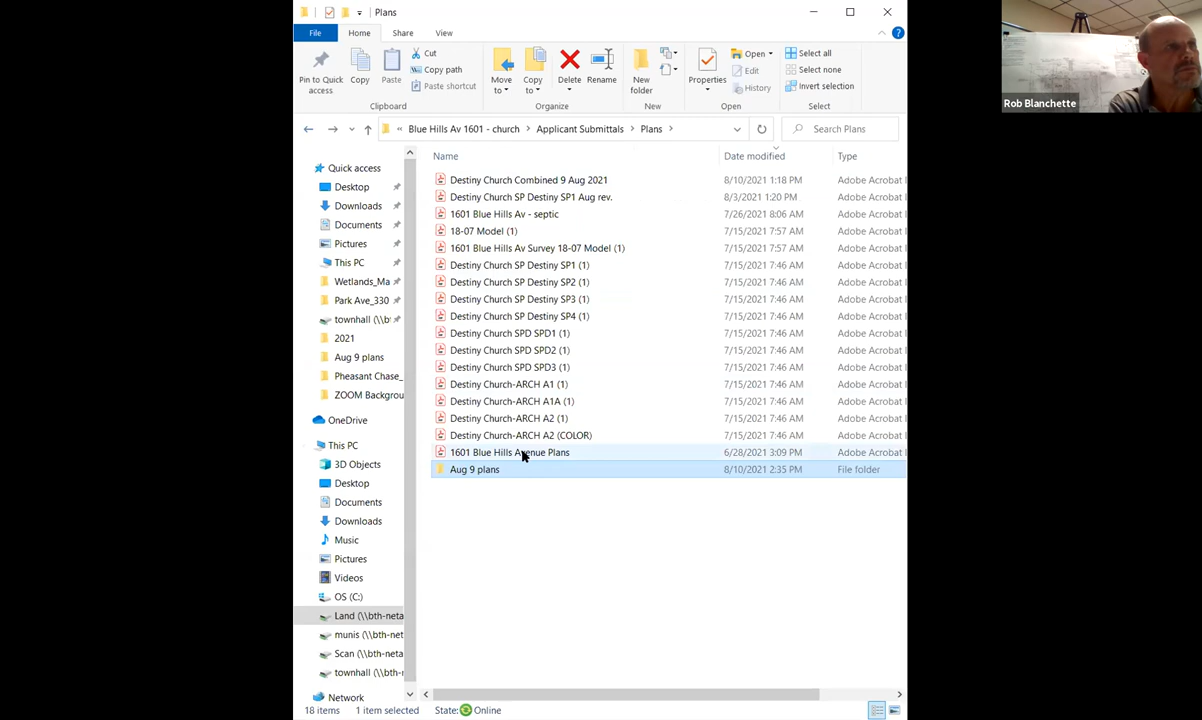 Plans
File
Home
Share
View
Pin to Quick access
Copy
Paste
Cut
Copy path
Paste shortcut
Clipboard
Move to
Copy to
Delete
Rename
Organize
New folder
New
Properties
Open
Edit
History
Open
Select all
Select none
Invert selection
Select
« Blue Hills Av 1601 - church > Applicant Submittals > Plans >
Search Plans
Name Date modified Type
Destiny Church Combined 9 Aug 2021 8/10/2021 1:18 PM Adobe Acrobat
Destiny Church SP Destiny SP1 Aug rev. 8/3/2021 1:20 PM Adobe Acrobat
1601 Blue Hills Av - septic 7/26/2021 8:06 AM Adobe Acrobat
18-07 Model (1) 7/15/2021 7:57 AM Adobe Acrobat
1601 Blue Hills Av Survey 18-07 Model (1) 7/15/2021 7:57 AM Adobe Acrobat
Destiny Church SP Destiny SP1 (1) 7/15/2021 7:46 AM Adobe Acrobat
Destiny Church SP Destiny SP2 (1) 7/15/2021 7:46 AM Adobe Acrobat
Destiny Church SP Destiny SP3 (1) 7/15/2021 7:46 AM Adobe Acrobat
Destiny Church SP Destiny SP4 (1) 7/15/2021 7:46 AM Adobe Acrobat
Destiny Church SPD SPD1 (1) 7/15/2021 7:46 AM Adobe Acrobat
Destiny Church SPD SPD2 (1) 7/15/2021 7:46 AM Adobe Acrobat
Destiny Church SPD SPD3 (1) 7/15/2021 7:46 AM Adobe Acrobat
Destiny Church-ARCH A1 (1) 7/15/2021 7:46 AM Adobe Acrobat
Destiny Church-ARCH A1A (1) 7/15/2021 7:46 AM Adobe Acrobat
Destiny Church-ARCH A2 (1) 7/15/2021 7:46 AM Adobe Acrobat
Destiny Church-ARCH A2 (COLOR) 7/15/2021 7:46 AM Adobe Acrobat
1601 Blue Hills Avenue Plans 6/28/2021 3:09 PM Adobe Acrobat
Aug 9 plans 8/10/2021 2:35 PM File folder
Quick access
Desktop
Downloads
Documents
Pictures
This PC
Wetlands_Ma
Park Ave_330
townhall (\\b
2021
Aug 9 plans
Pheasant Chase_
ZOOM Backgrou
OneDrive
This PC
3D Objects
Desktop
Documents
Downloads
Music
Pictures
Videos
OS (C:)
Land (\\bth-neta
munis (\\bth-net
Scan (\\bth-neta
townhall (\\bth-
Network
18 items 1 item selected State: Online
Rob Blanchette